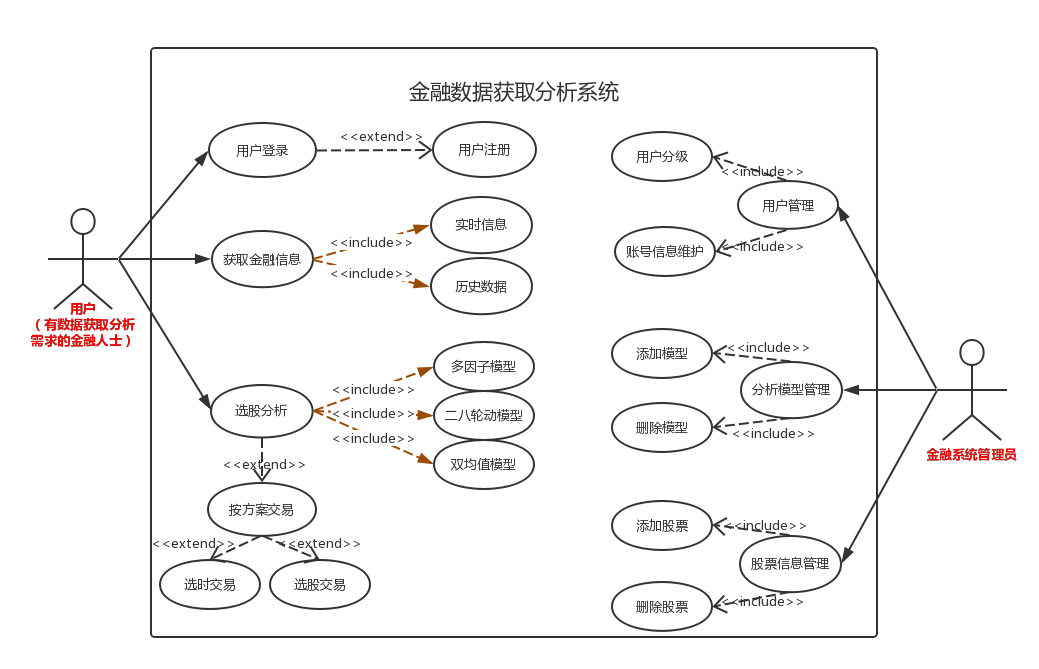 金融数据获取分析系统
用户登录
<<extend>>
用户注册
获取金融信息
<<include>>
实时信息
<<include>>
历史数据
用户
（有数据获取分析
需求的金融人士）
选股分析
<<include>>
多因子模型
<<include>>
二八轮动模型
<<include>>
双均值模型
<<extend>>
按方案交易
<<extend>>
<<extend>>
选时交易
选股交易
用户分级
<<include>>
用户管理
账号信息维护
<<include>>
添加模型
<<include>>
分析模型管理
删除模型
<<include>>
金融系统管理员
添加股票
<<include>>
股票信息管理
删除股票
<<include>>